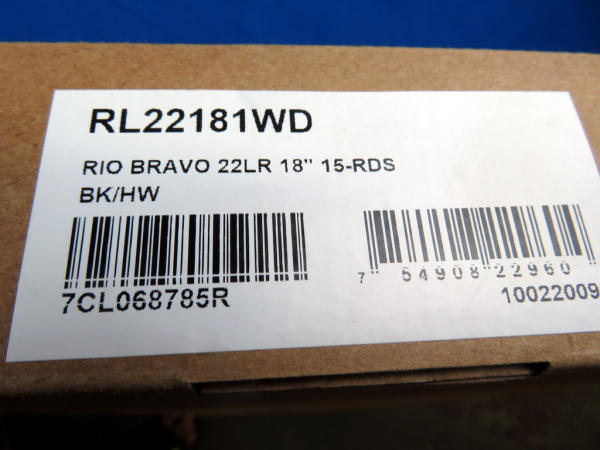 RL22181WD
RIO BRAVO 22LR 18" 15-RDS
BK/HW
7CL068785R
7 54908 22960
10022009